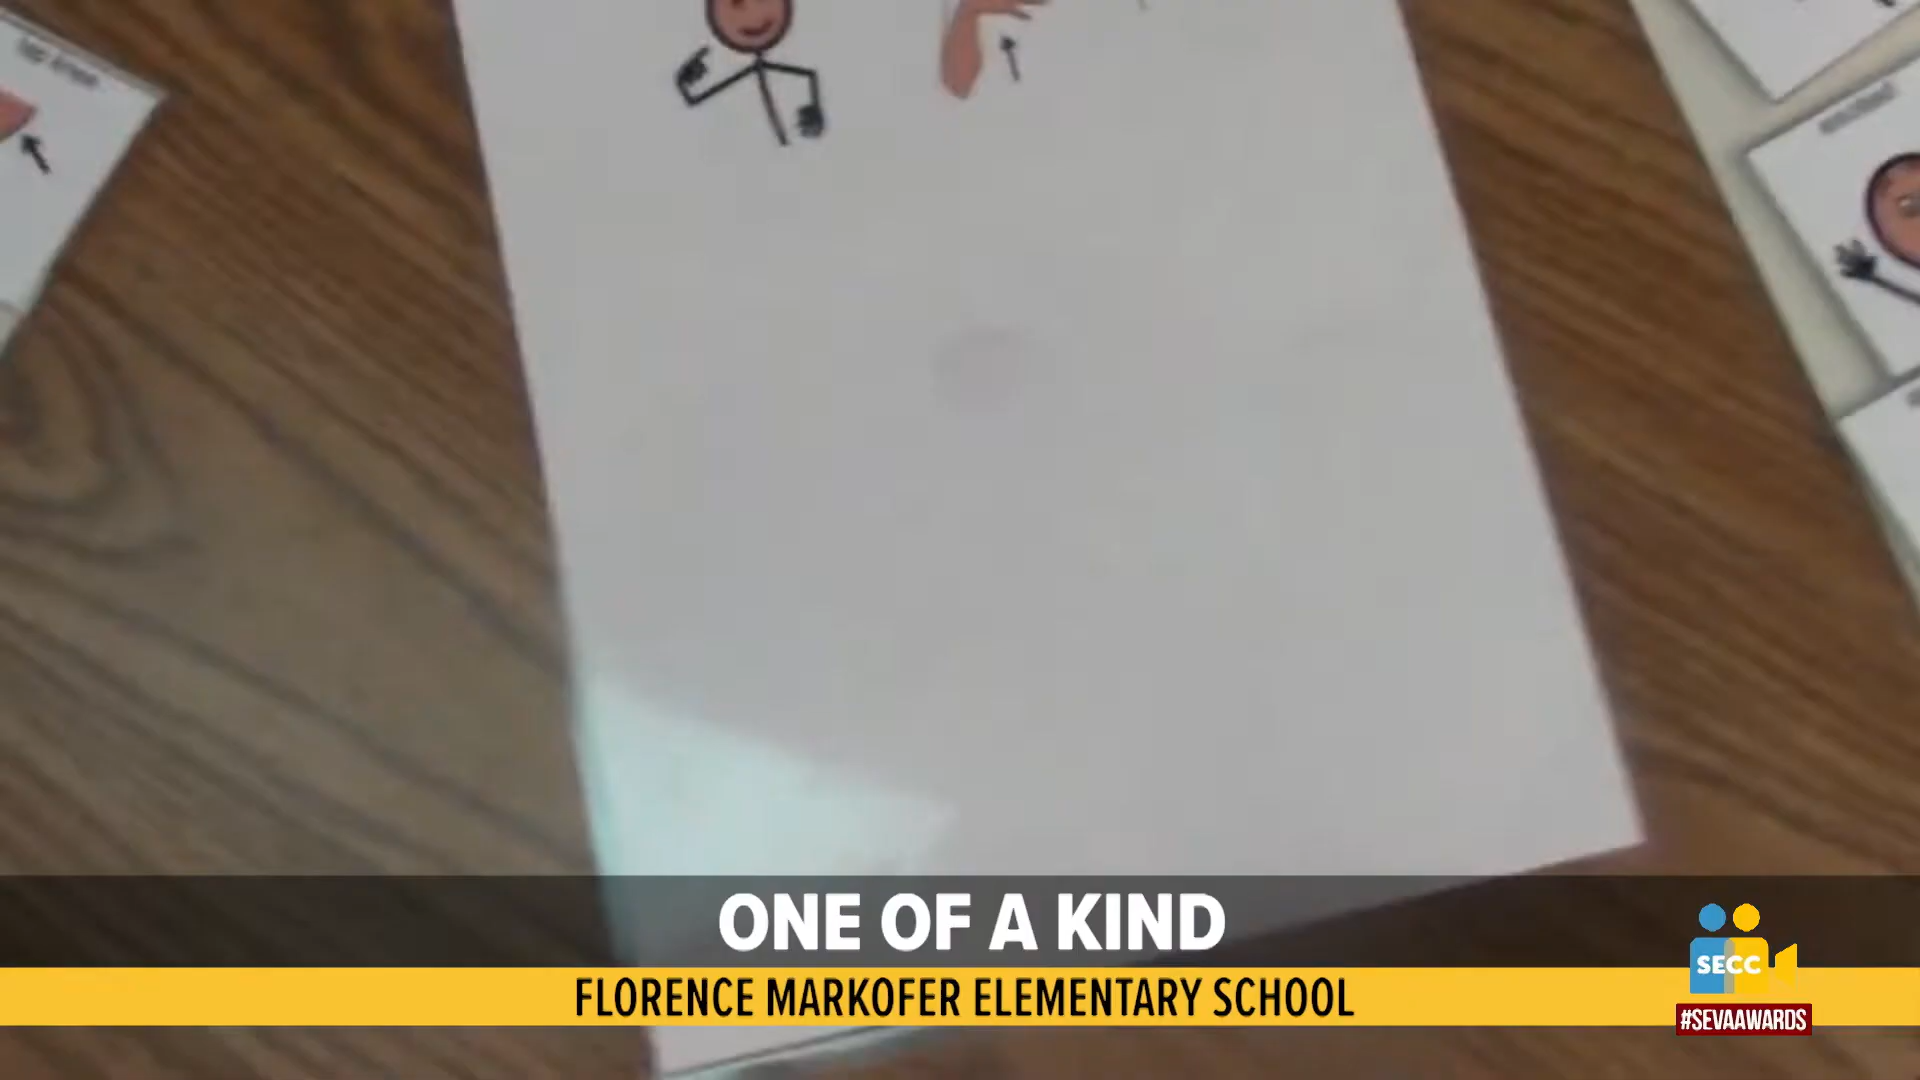 ONE OF A KIND
FLORENCE MARKOFER ELEMENTARY SCHOOL
SECC
#SEVAAWARDS